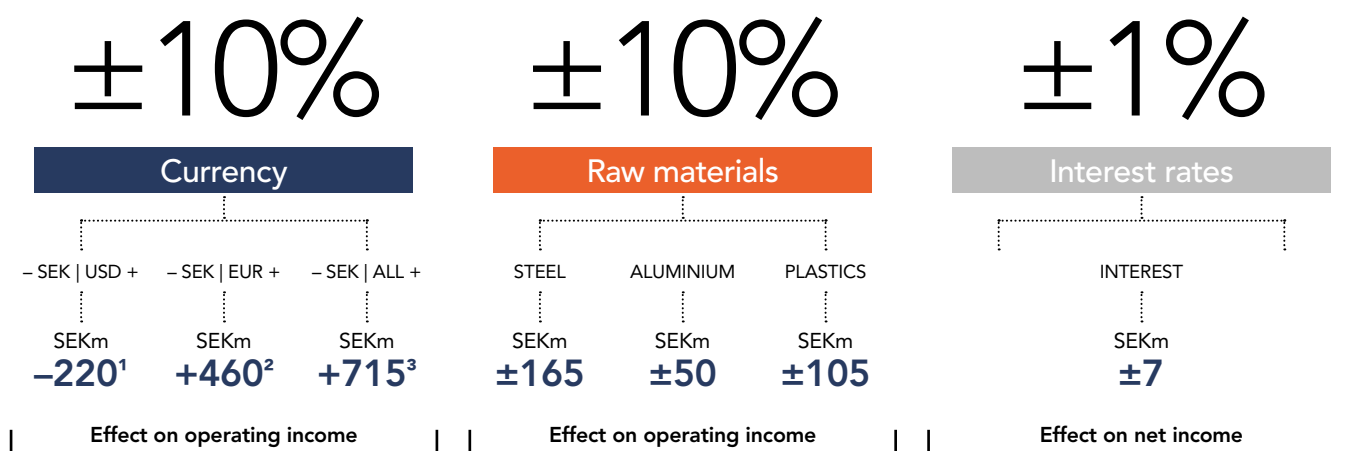 ±10% ±10% ±1%
Currency Raw materials Interest rates
– SEK | USD + – SEK | EUR + – SEK | ALL + STEEL ALUMINIUM PLASTICS INTEREST
SEKm SEKm SEKm SEKm SEKm SEKm SEKm
–220¹ +460² +715³ ±165 ±50 ±105 ±7
Effect on operating income Effect on operating income Effect on net income